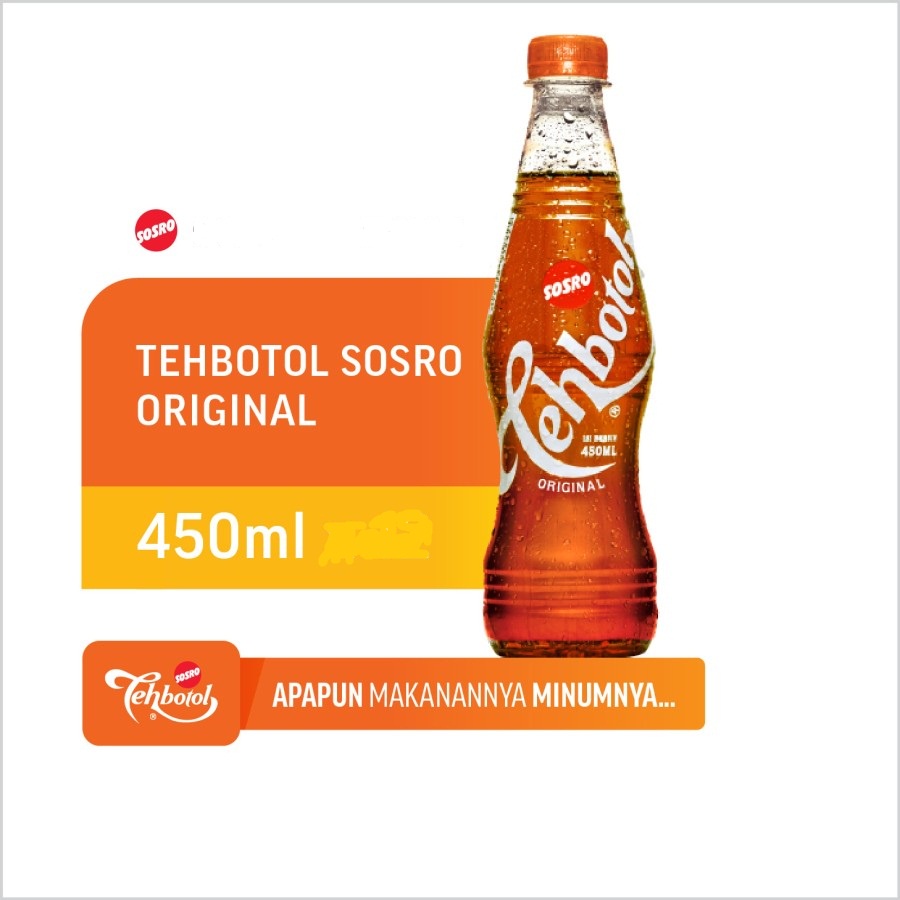 SOSRO
TEHBOTOL SOSRO
ORIGINAL
450ml
SOSRO
Tehbotol
450ML
ORIGINAL
SOSRO
Tehbotol
®
APAPUN MAKANANNYA MINUMNYA...